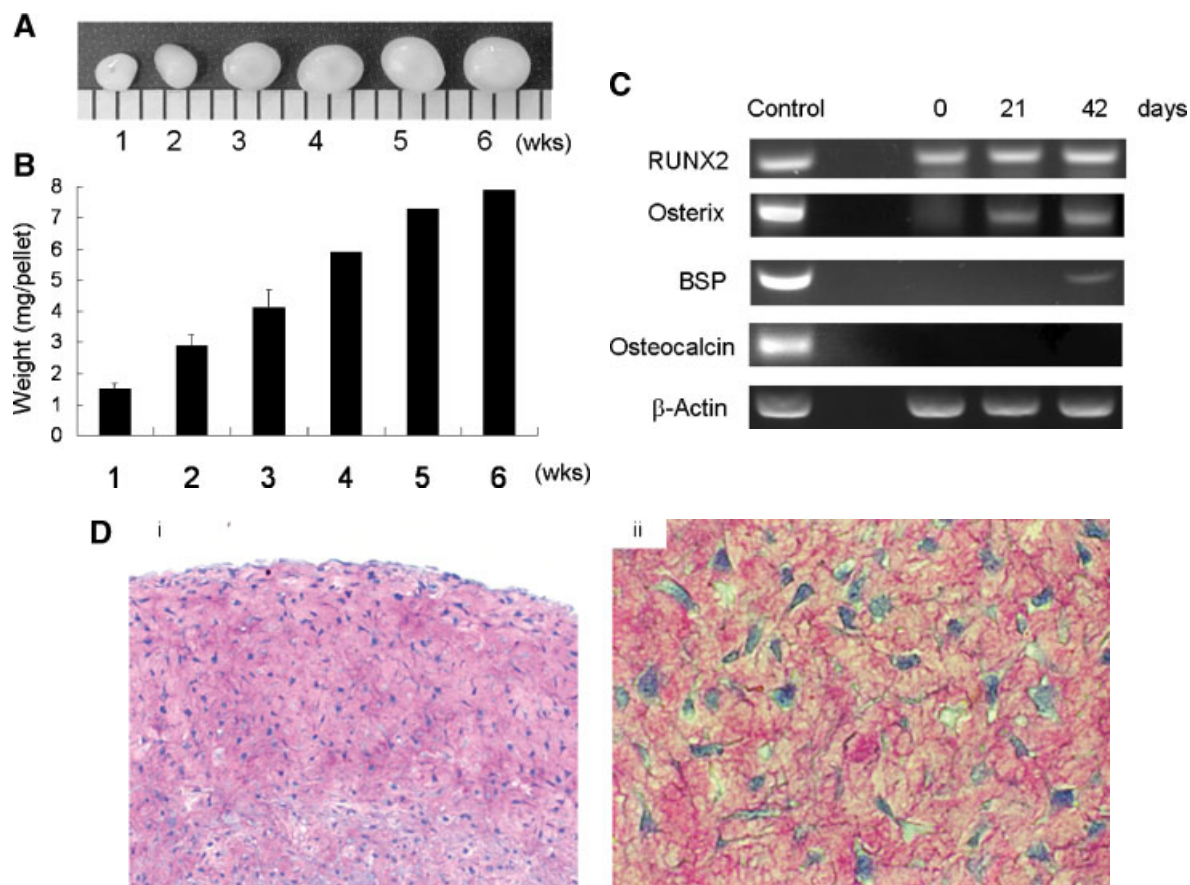 A
1 2 3 4 5 6 (wks)
B
Weight (mg/pellet)
8
7
6
5
4
3
2
1
0
1 2 3 4 5 6 (wks)
C
Control 0 21 42 days
RUNX2
Osterix
BSP
Osteocalcin
β-Actin
D
i
ii